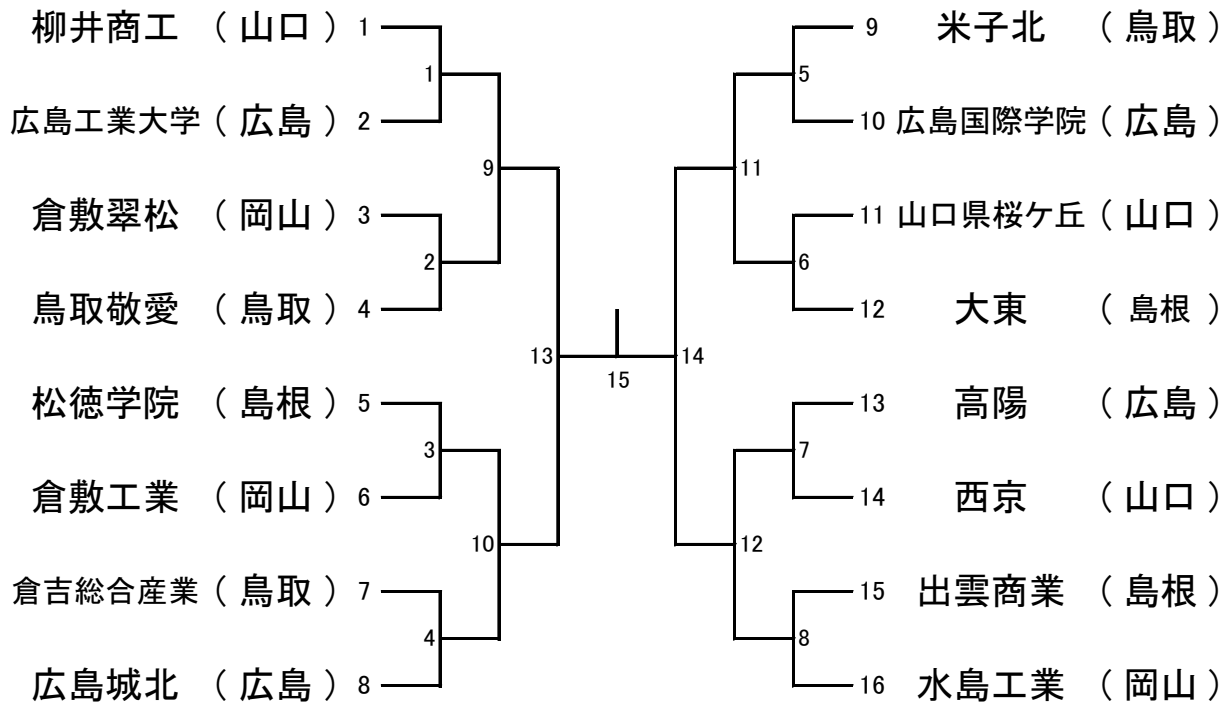 柳井商工 （ 山口 ） 1
広島工業大学 （ 広島 ） 2
倉敷翠松 （ 岡山 ） 3
鳥取敬愛 （ 鳥取 ） 4
松徳学院 （ 島根 ） 5
倉敷工業 （ 岡山 ） 6
倉吉総合産業 （ 鳥取 ） 7
広島城北 （ 広島 ） 8
1
2
3
4
9
10
13
15
14
11
12
5
6
7
8
9 米子北 （ 鳥取 ）
10 広島国際学院 （ 広島 ）
11 山口県桜ケ丘 （ 山口 ）
12 大東 （ 島根 ）
13 高陽 （ 広島 ）
14 西京 （ 山口 ）
15 出雲商業 （ 島根 ）
16 水島工業 （ 岡山 ）